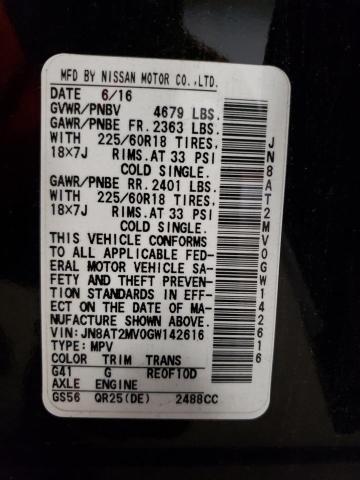 MFD BY NISSAN MOTOR CO.,LTD.
DATE 6/16
GVWR/PNBV 4679 LBS.
GAWR/PNBE FR. 2363 LBS.
WITH 225/60R18 TIRES,
18X7J RIMS.AT 33 PSI
COLD SINGLE.
GAWR/PNBE RR. 2401 LBS.
WITH 225/60R18 TIRES,
18X7J RIMS.AT 33 PSI
COLD SINGLE.
THIS VEHICLE CONFORMS
TO ALL APPLICABLE FED-
ERAL MOTOR VEHICLE SA-
FETY AND THEFT PREVEN-
TION STANDARDS IN EFF-
ECT ON THE DATE OF MA-
NUFACTURE SHOWN ABOVE.
VIN:JN8AT2MV0GW142616
TYPE: MPV
COLOR TRIM TRANS
G41 G RE0F10D
AXLE ENGINE
GS56 QR25(DE) 2488CC
JN8AT2MV0GW142616